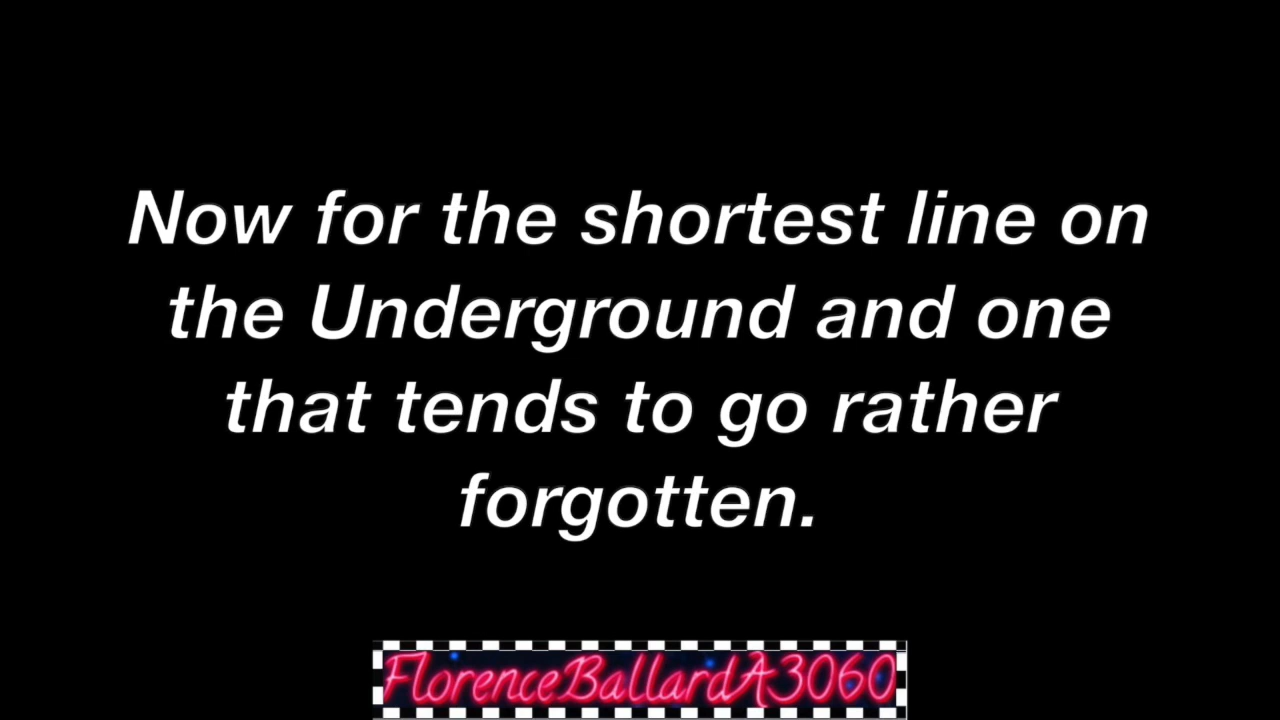 Now for the shortest line on
the Underground and one
that tends to go rather
forgotten.
FlorenceBallardA3060